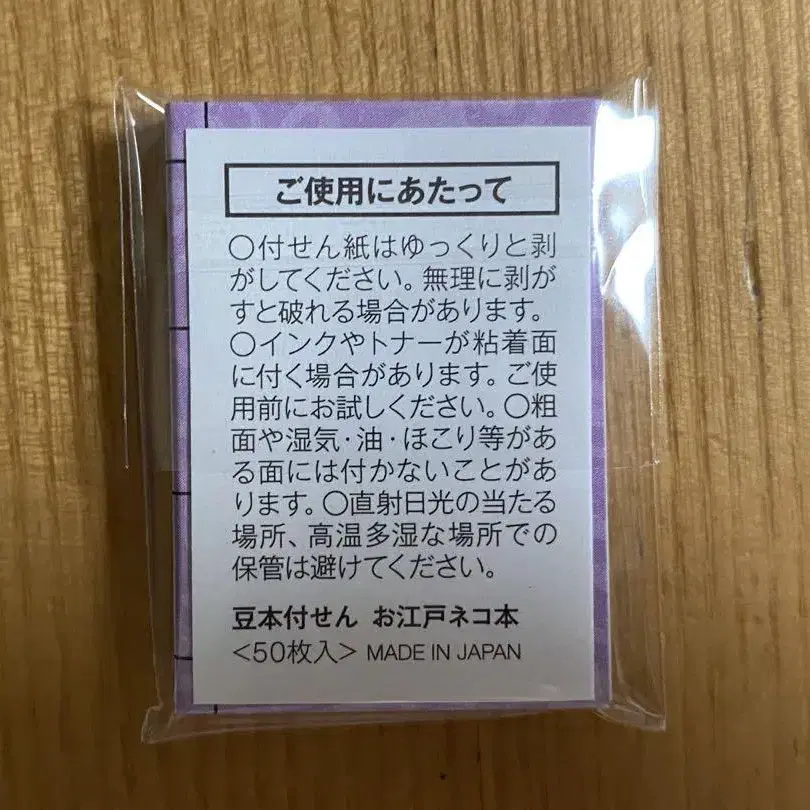 ご使用にあたって
〇付せん紙はゆっくりと剥
がしてください。無理に剥が
すと破れる場合があります。
〇インクやトナーが粘着面
に付く場合があります。ご使
用前にお試しください。〇粗
面や湿気・油・ほこり等があ
る面には付かないことがあ
ります。〇直射日光の当たる
場所、高温多湿な場所での
保管は避けてください。
豆本付せん お江戸ネコ本
<50枚入> MADE IN JAPAN